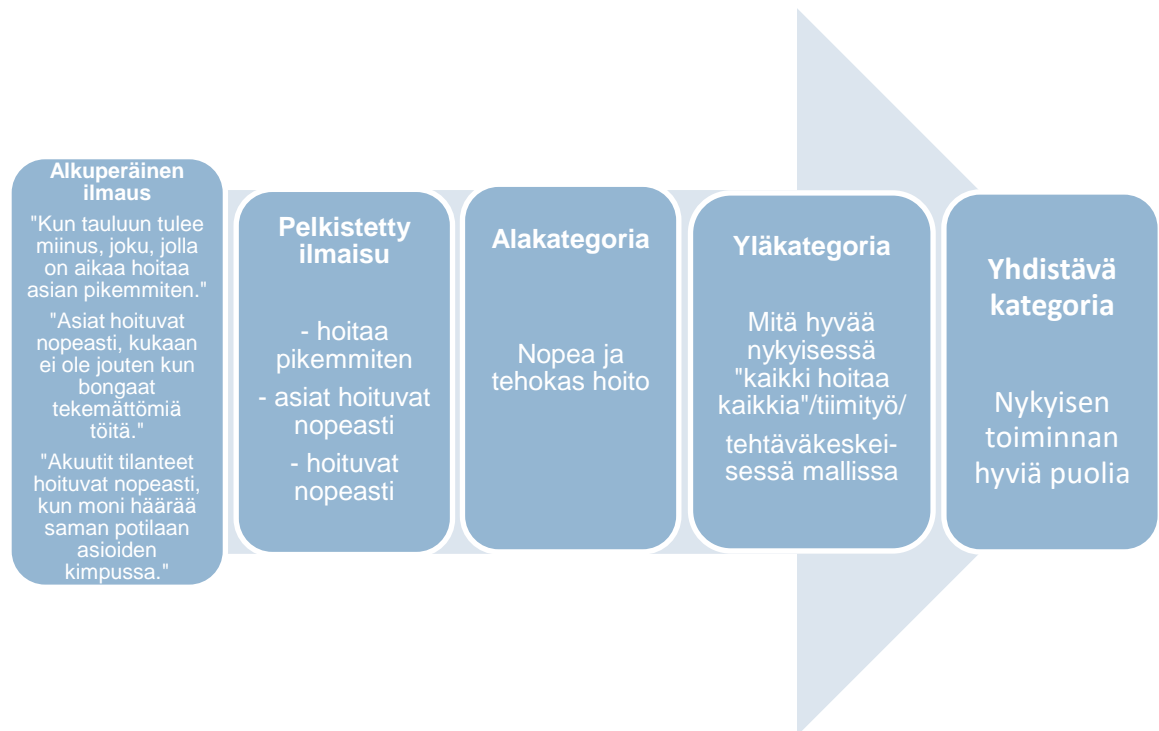 Alkuperäinen
ilmaus
"Kun tauluun tulee
miinus, joku, jolla
on aikaa hoitaa
asian pikemmiten."
"Asiat hoituvat
nopeasti, kukaan
ei ole jouten kun
bongaat
tekemättömiä
töitä."
"Akuutit tilanteet
hoituvat nopeasti,
kun moni häärää
saman potilaan
asioiden
kimpussa."
Pelkistetty
ilmaisu
- hoitaa
pikemmiten
- asiat hoituvat
nopeasti
- hoituvat
nopeasti
Alakategoria
Nopea ja
tehokas hoito
Yläkategoria
Mitä hyvää
nykyisessä
"kaikki hoitaa
kaikkia"/tiimityö/
tehtäväkeskei-
sessä mallissa
Yhdistävä
kategoria
Nykyisen
toiminnan
hyviä puolia